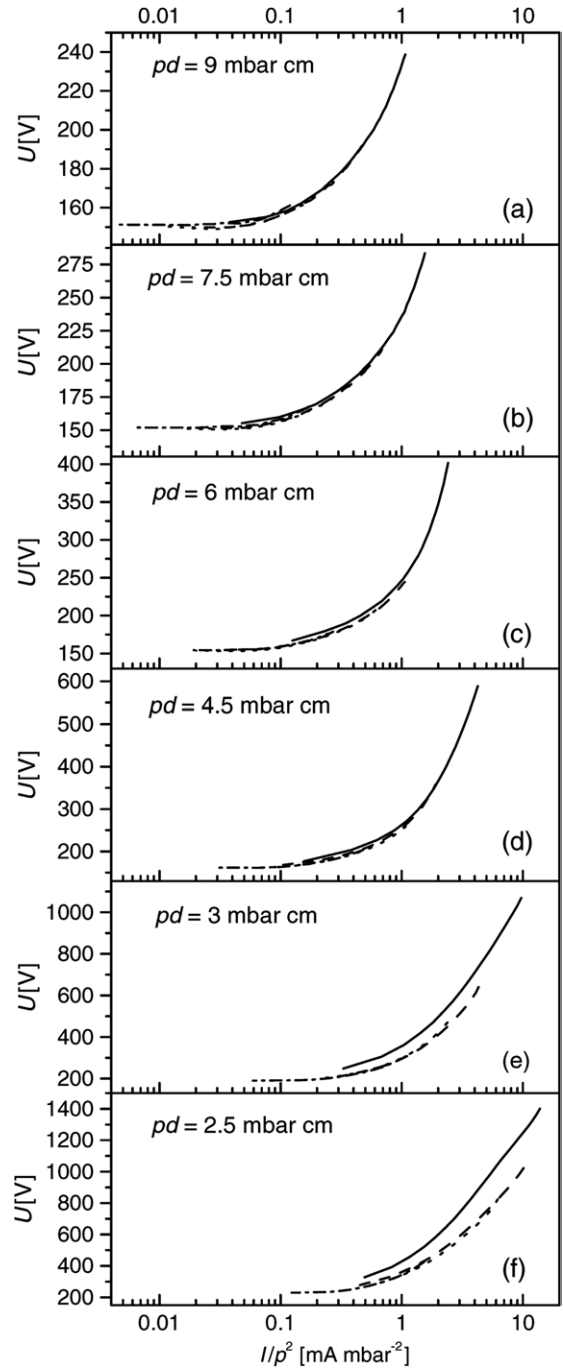 0.01 0.1 1 10
240
220
200
180
160
U[V]
pd = 9 mbar cm
(a)
275
250
225
200
175
150
U[V]
pd = 7.5 mbar cm
(b)
400
350
300
250
200
150
U[V]
pd = 6 mbar cm
(c)
600
500
400
300
200
U[V]
pd = 4.5 mbar cm
(d)
1000
800
600
400
200
U[V]
pd = 3 mbar cm
(e)
1400
1200
1000
800
600
400
200
U[V]
pd = 2.5 mbar cm
(f)
0.01 0.1 1 10
I/p² [mA mbar⁻²]